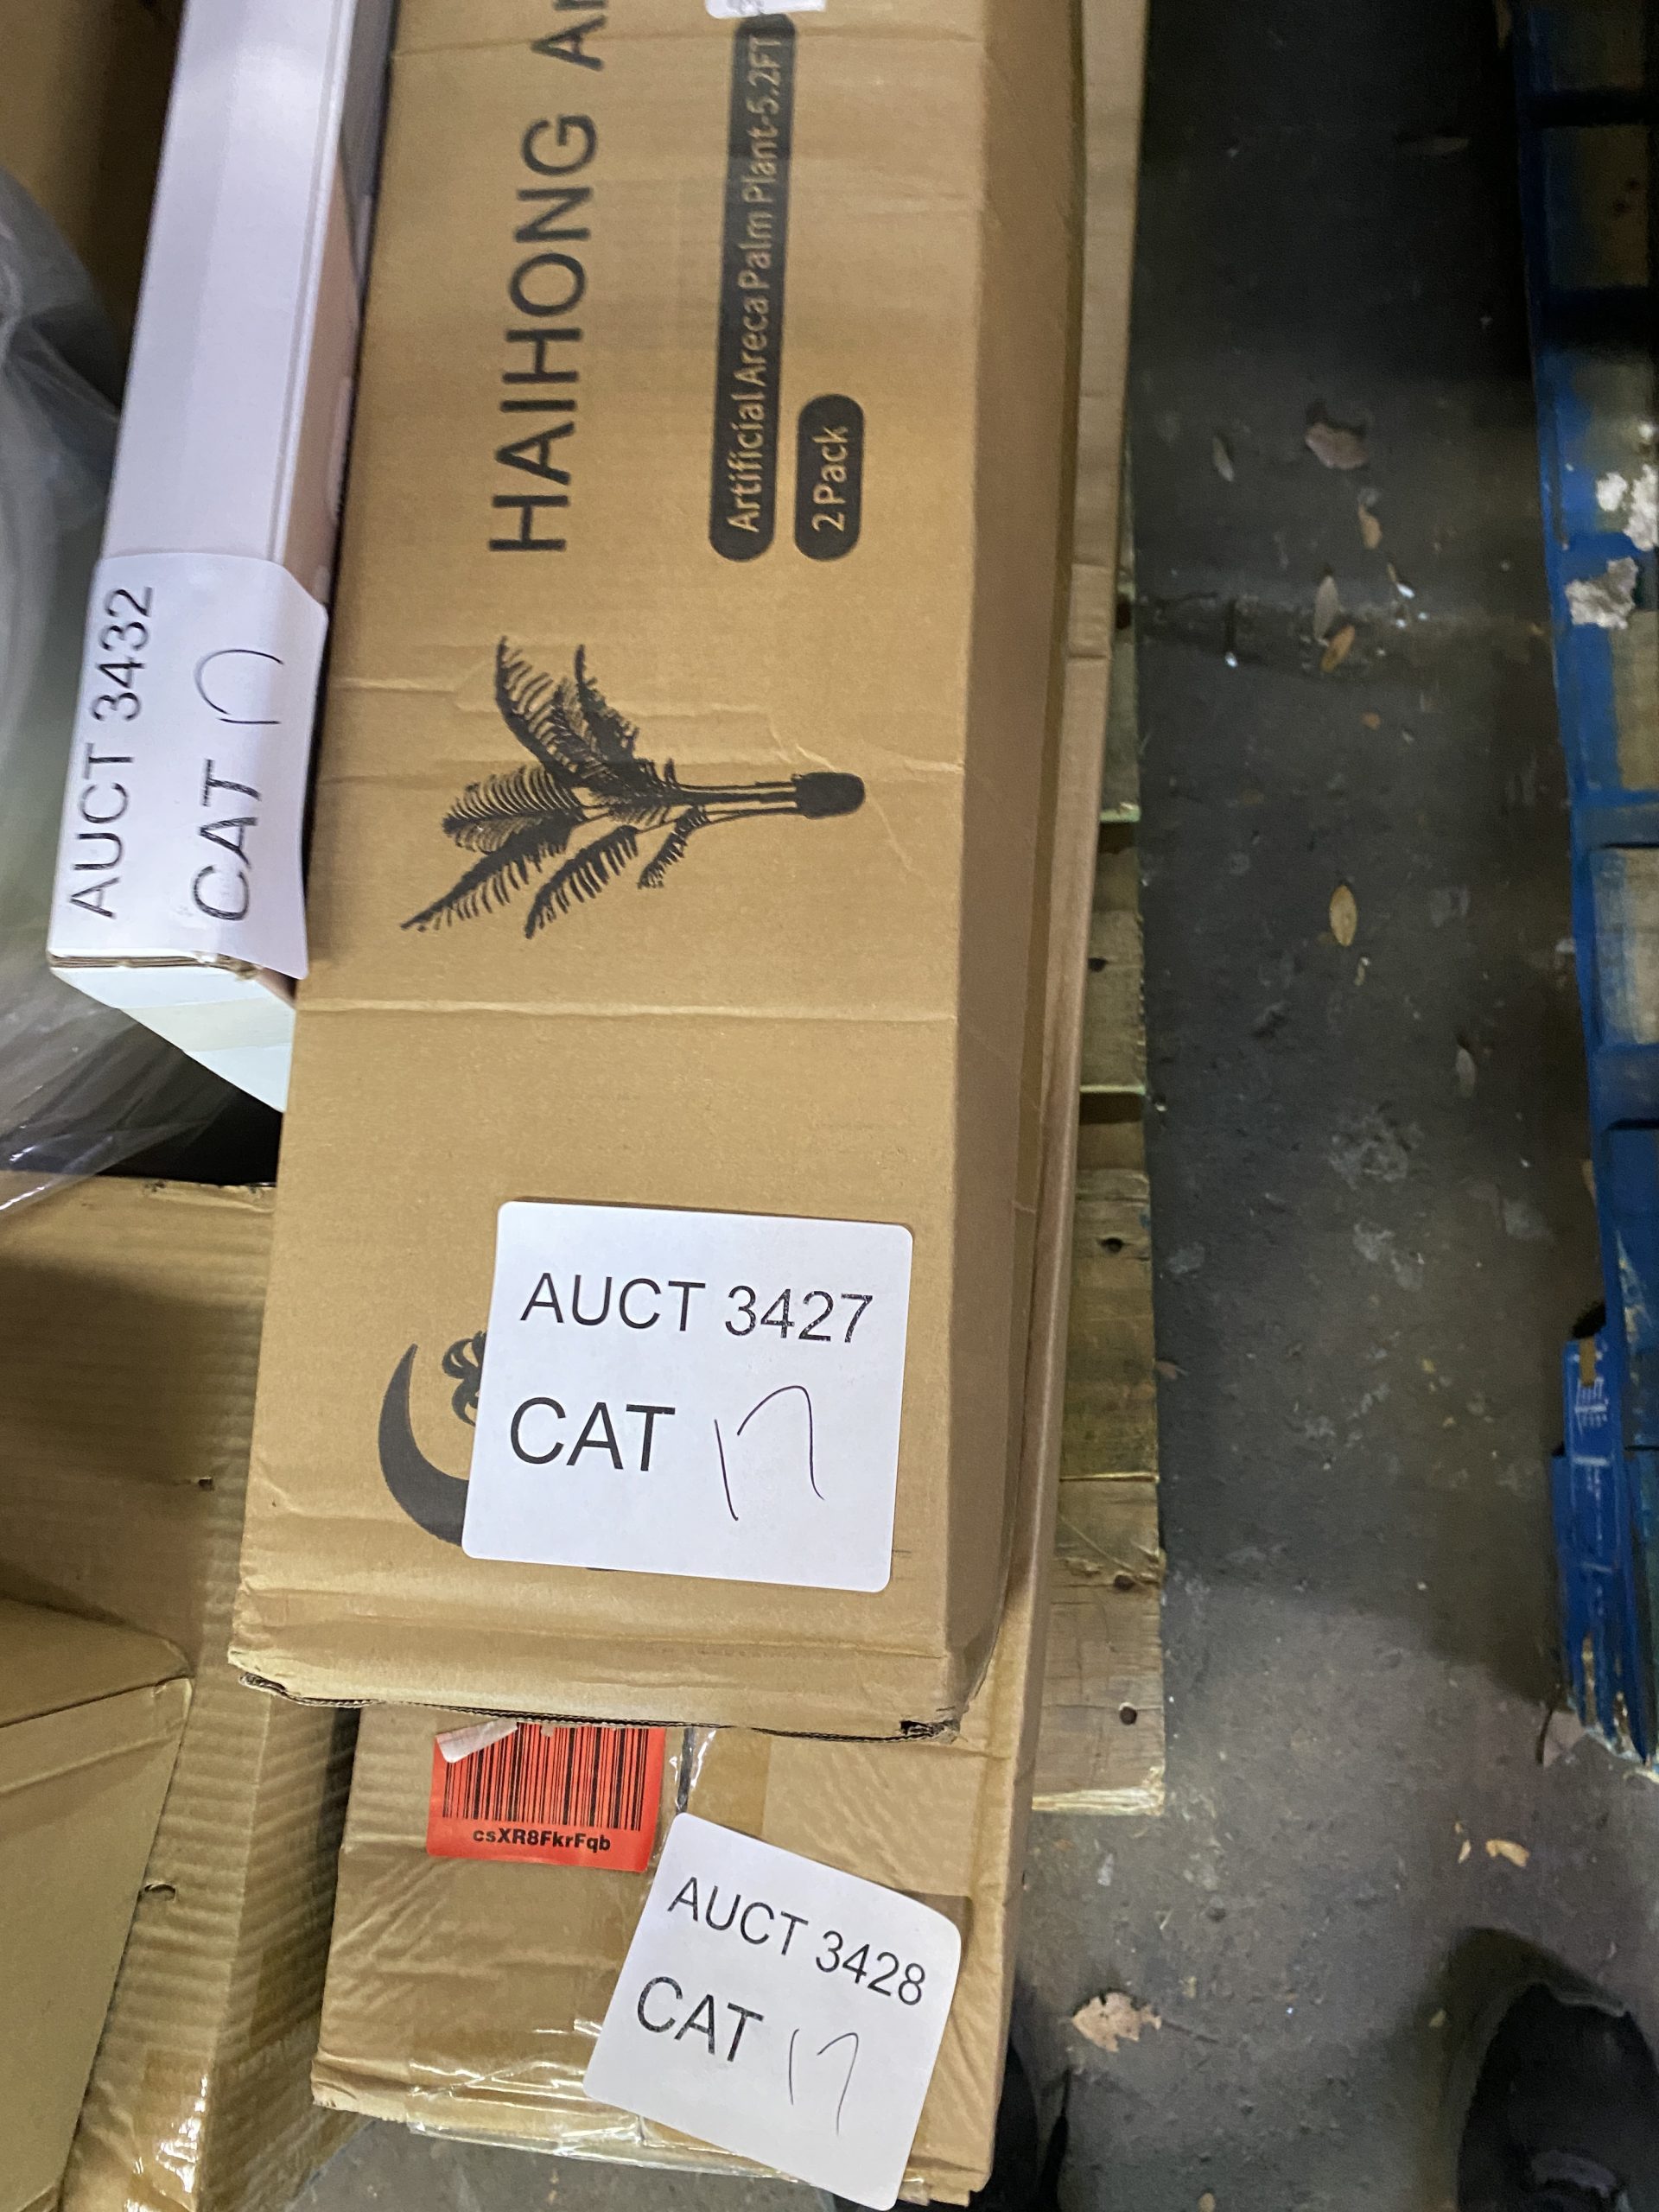 HAIHONG
Artificial Areca Palm Plant-5.2FT
2 Pack
AUCT 3432
CAT 17
AUCT 3427
CAT 17
csXR8FkrFqb
AUCT 3428
CAT 17